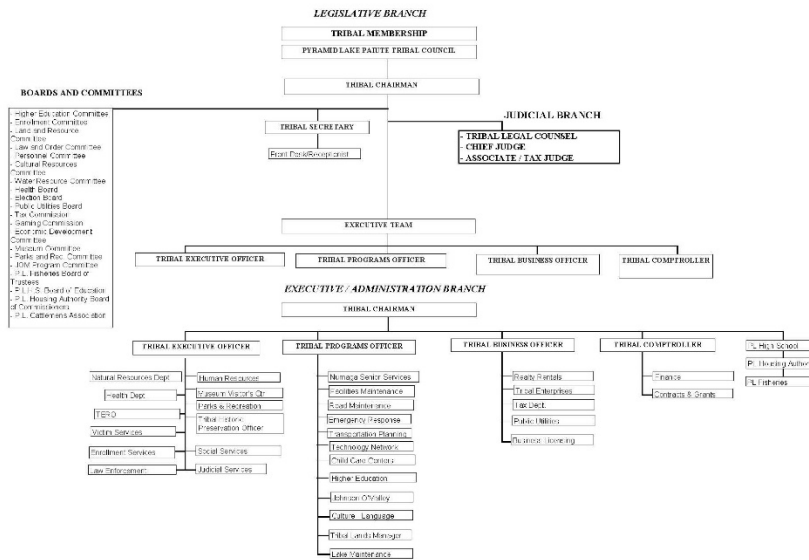 LEGISLATIVE BRANCH
TRIBAL MEMBERSHIP
PYRAMID LAKE PAIUTE TRIBAL COUNCIL
TRIBAL CHAIRMAN
BOARDS AND COMMITTEES
- Higher Education Committee
- Enrollment Committee
- Land and Resource
Committee
- Law and Order Committee
- Personnel Committee
- Cultural Resources
Committee
- Water Resource Committee
- Health Board
- Election Board
- Public Utilities Board
- Tax Commission
- Gaming Commission
- Economic Development
Committee
- Museum Committee
- Parks and Rec. Committee
- JOM Program Committee
- P.L. Fisheries Board of
Trustees
- P.L.H.S. Board of Education
- P.L. Housing Authority Board
of Commissioners
- P.L. Cattlemens Association
TRIBAL SECRETARY
Front Desk/Receptionist
JUDICIAL BRANCH
- TRIBAL LEGAL COUNSEL
- CHIEF JUDGE
- ASSOCIATE / TAX JUDGE
EXECUTIVE TEAM
TRIBAL EXECUTIVE OFFICER
TRIBAL PROGRAMS OFFICER
TRIBAL BUSINESS OFFICER
TRIBAL COMPTROLLER
EXECUTIVE / ADMINISTRATION BRANCH
TRIBAL CHAIRMAN
TRIBAL EXECUTIVE OFFICER
Natural Resources Dept
Health Dept
TERO
Victim Services
Enrollment Services
Law Enforcement
Human Resources
Museum Visitor's Ctr
Parks & Recreation
Tribal Historic
Preservation Officer
Social Services
Judicial Services
TRIBAL PROGRAMS OFFICER
Numaga Senior Services
Facilities Maintenance
Road Maintenance
Emergency Response
Transportation Planning
Technology Network
Child Care Centers
Higher Education
Johnson O'Malley
Culture / Language
Tribal Lands Manager
Lake Maintenance
TRIBAL BUSINESS OFFICER
Realty Rentals
Tribal Enterprises
Tax Dept.
Public Utilities
Business Licensing
TRIBAL COMPTROLLER
Finance
Contracts & Grants
PL High School
PL Housing Author
PL Fisheries